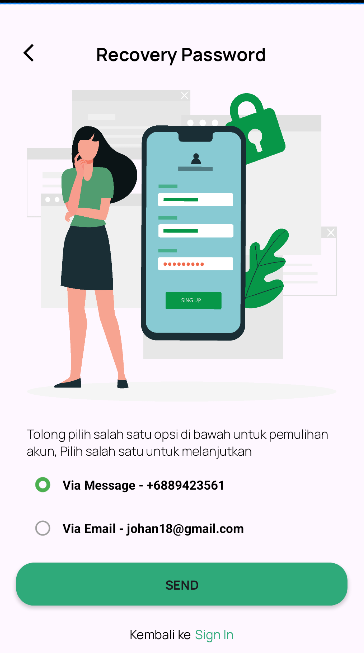 Recovery Password
SING UP
Tolong pilih salah satu opsi di bawah untuk pemulihan
akun, Pilih salah satu untuk melanjutkan
Via Message - +6889423561
Via Email - johan18@gmail.com
SEND
Kembali ke Sign In